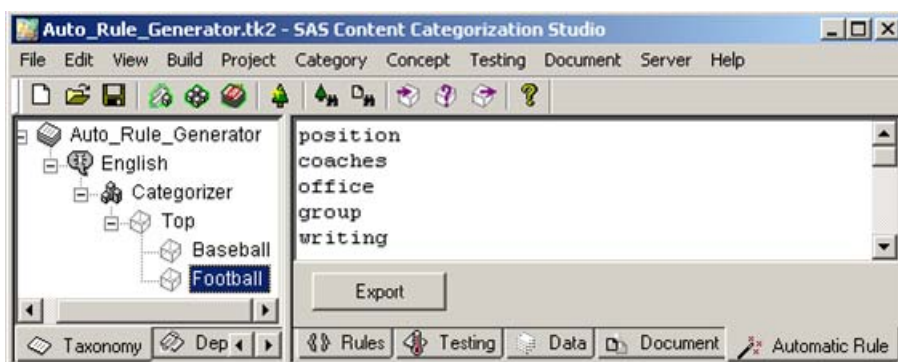 Auto_Rule_Generator.tk2 - SAS Content Categorization Studio
File Edit View Build Project Category Concept Testing Document Server Help
Auto_Rule_Generator
English
Categorizer
Top
Baseball
Football
position
coaches
office
group
writing
Export
Taxonomy Dep
Rules Testing Data Document Automatic Rule